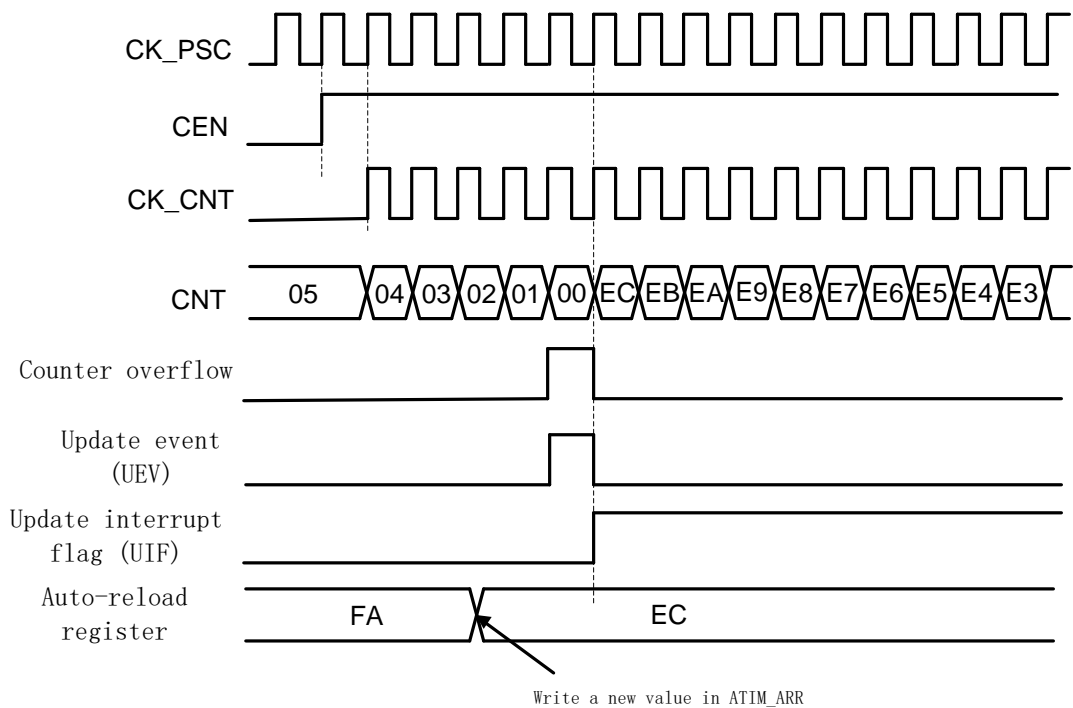 CK_PSC
CEN
CK_CNT
CNT 05 04 03 02 01 00 EC EB EA E9 E8 E7 E6 E5 E4 E3
Counter overflow
Update event
(UEV)
Update interrupt
flag (UIF)
Auto-reload
register
FA EC
Write a new value in ATIM_ARR